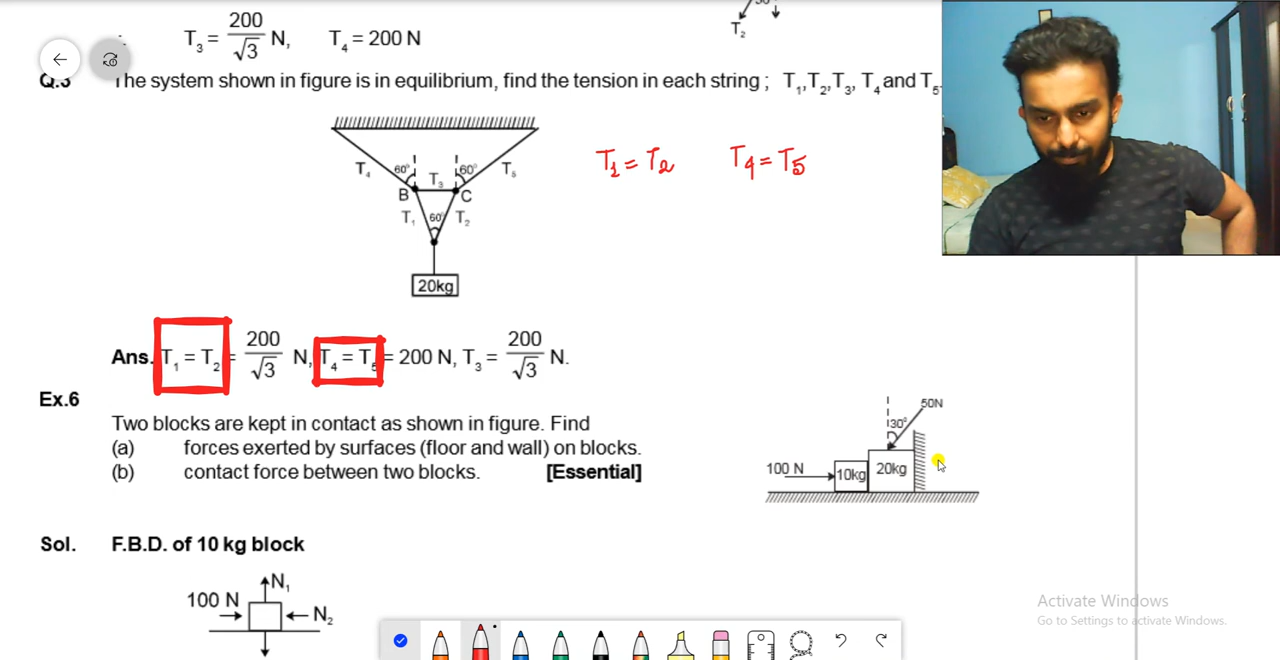 T₃ = 200/√3 N, T₄ = 200 N
T₂
Q.5 The system shown in figure is in equilibrium, find the tension in each string ; T₁, T₂, T₃, T₄ and T₅
T₄ 60° T₃ 60° T₅
B C
T₁ 60° T₂
20kg
T₁ = T₂ T₄ = T₅
Ans. T₁ = T₂ = 200/√3 N, T₄ = T₅ = 200 N, T₃ = 200/√3 N.
Ex.6
Two blocks are kept in contact as shown in figure. Find
(a) forces exerted by surfaces (floor and wall) on blocks.
(b) contact force between two blocks. [Essential]
50N
30°
100 N 10kg 20kg
Sol. F.B.D. of 10 kg block
N₁
100 N N₂
Activate Windows
Go to Settings to activate Windows.